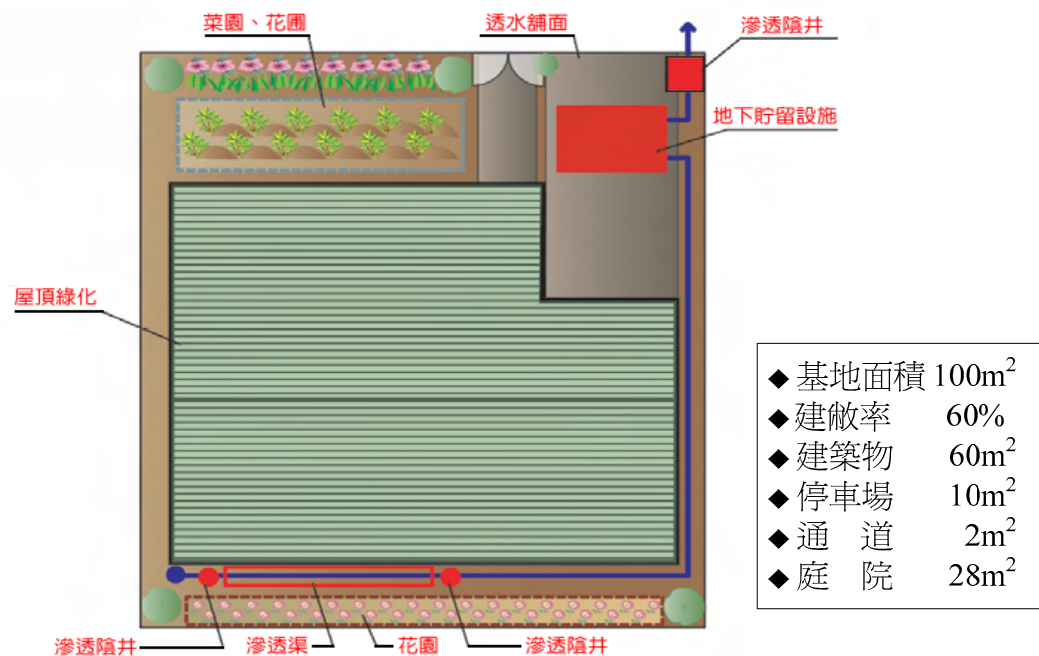 菜園、花圃
透水舖面
滲透陰井
地下貯留設施
屋頂綠化
◆基地面積 100m²
◆建敝率 60%
◆建築物 60m²
◆停車場 10m²
◆通 道 2m²
◆庭 院 28m²
滲透陰井
滲透渠
花園
滲透陰井